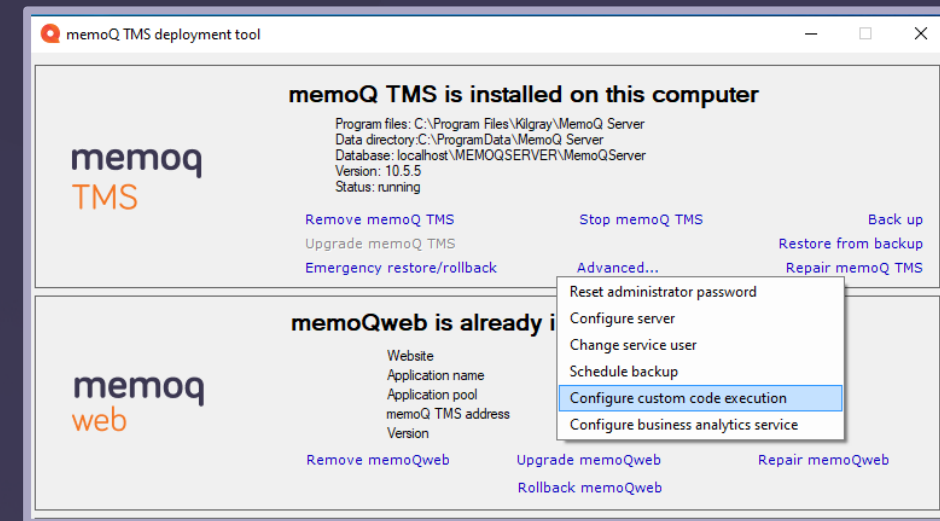 memoQ TMS deployment tool
memoQ TMS is installed on this computer
Program files: C:\Program Files\Kilgray\MemoQ Server
Data directory:C:\ProgramData\MemoQ Server
Database: localhost\MEMOQSERVER\MemoQServer
Version: 10.5.5
Status: running
memoq
TMS
Remove memoQ TMS Stop memoQ TMS Back up
Upgrade memoQ TMS Restore from backup
Emergency restore/rollback Advanced... Repair memoQ TMS
Reset administrator password
Configure server
Change service user
Schedule backup
Configure custom code execution
Configure business analytics service
memoQweb is already i
Website
Application name
Application pool
memoQ TMS address
Version
memoq
web
Remove memoQweb Upgrade memoQweb Repair memoQweb
Rollback memoQweb